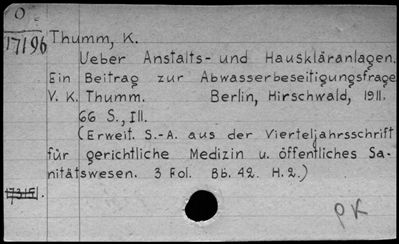 O
17196 Thumm, K.
Ueber Anstalts- und Hauskläranlagen.
Ein Beitrag zur Abwasserbeseitigungsfrage
V. K. Thumm. Berlin, Hirschwald, 1911.
66 S., Ill.
(Erweit. S.-A. aus der Vierteljahrsschrift
für gerichtliche Medizin u. öffentliches Sa-
nitätswesen. 3 Fol. Bb. 42. H. 2.)
PK